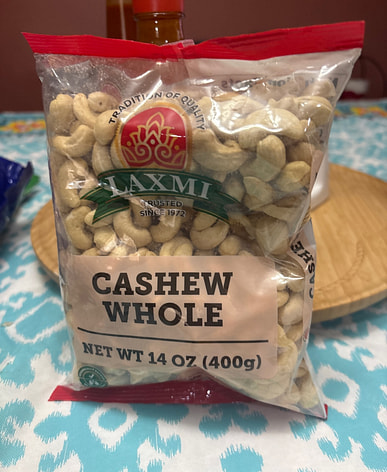 TRADITION OF QUALITY
LAXMI
TRUSTED
SINCE 1972
CASHEW
WHOLE
NET WT 14 OZ (400g)